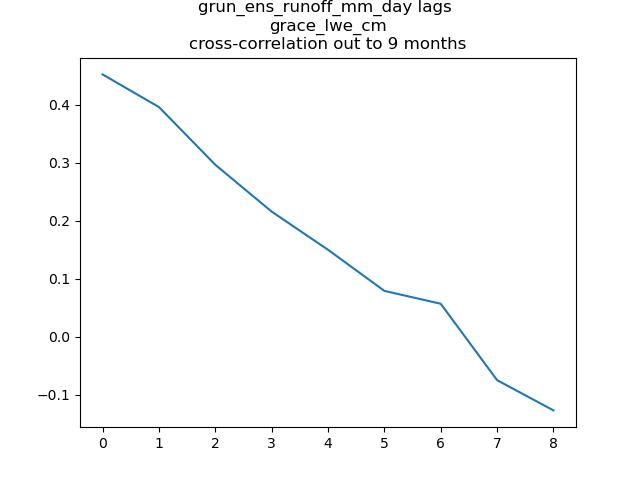 grun_ens_runoff_mm_day lags
grace_lwe_cm
cross-correlation out to 9 months
0.4
0.3
0.2
0.1
0.0
−0.1
0 1 2 3 4 5 6 7 8